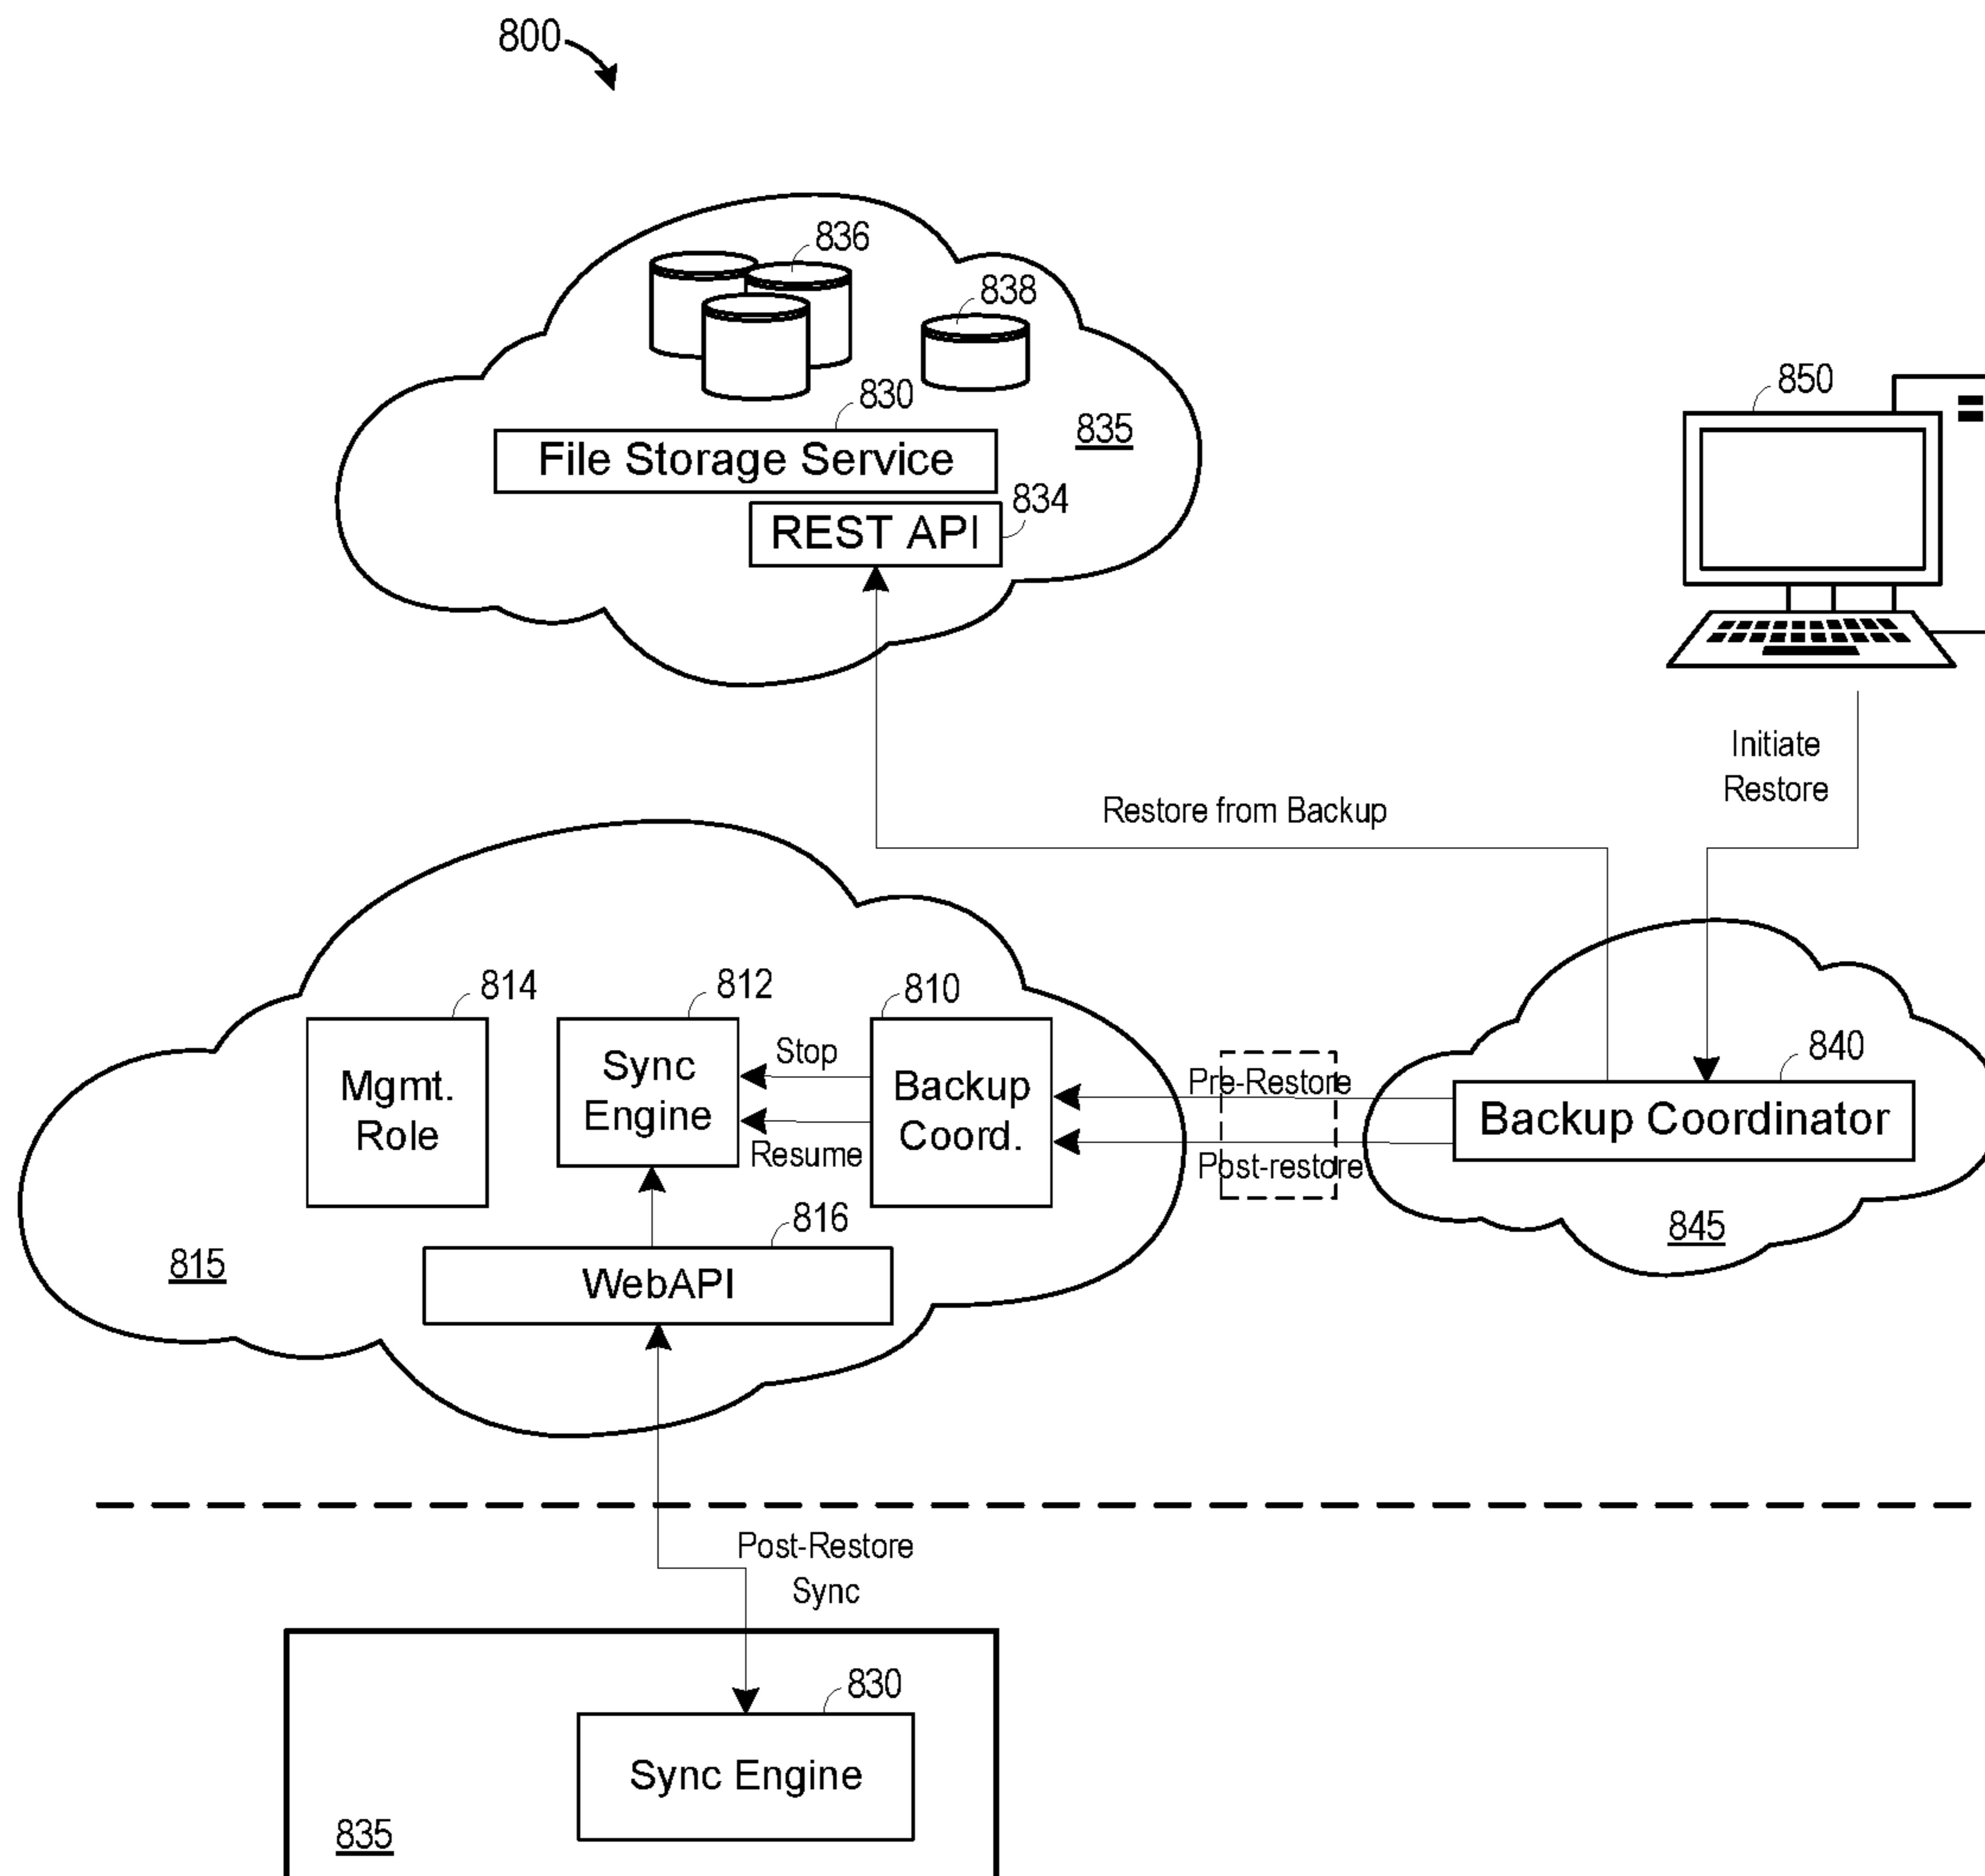 800
836
838
830
835
File Storage Service
834
REST API
850
Initiate
Restore
Restore from Backup
814
812
810
840
Mgmt.
Role
Sync
Engine
Stop
Resume
Backup
Coord.
Pre-Restore
Post-restore
Backup Coordinator
845
816
815
WebAPI
Post-Restore
Sync
830
Sync Engine
835